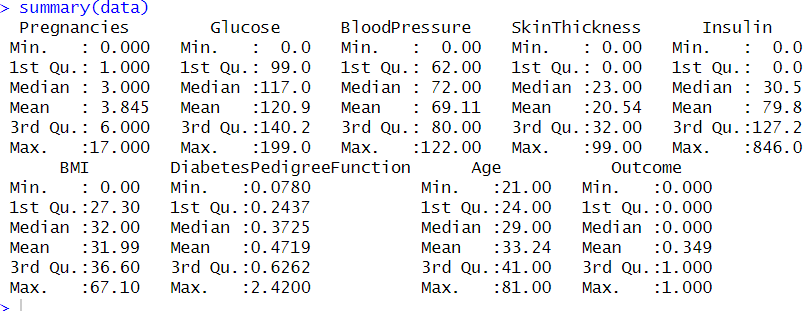 > summary(data)
  Pregnancies        Glucose      BloodPressure    SkinThickness      Insulin
 Min.   : 0.000   Min.   :  0.0   Min.   :  0.00   Min.   : 0.00   Min.   :  0.0
 1st Qu.: 1.000   1st Qu.: 99.0   1st Qu.: 62.00   1st Qu.: 0.00   1st Qu.:  0.0
 Median : 3.000   Median :117.0   Median : 72.00   Median :23.00   Median : 30.5
 Mean   : 3.845   Mean   :120.9   Mean   : 69.11   Mean   :20.54   Mean   : 79.8
 3rd Qu.: 6.000   3rd Qu.:140.2   3rd Qu.: 80.00   3rd Qu.:32.00   3rd Qu.:127.2
 Max.   :17.000   Max.   :199.0   Max.   :122.00   Max.   :99.00   Max.   :846.0
      BMI        DiabetesPedigreeFunction      Age           Outcome
 Min.   : 0.00   Min.   :0.0780           Min.   :21.00   Min.   :0.000
 1st Qu.:27.30   1st Qu.:0.2437           1st Qu.:24.00   1st Qu.:0.000
 Median :32.00   Median :0.3725           Median :29.00   Median :0.000
 Mean   :31.99   Mean   :0.4719           Mean   :33.24   Mean   :0.349
 3rd Qu.:36.60   3rd Qu.:0.6262           3rd Qu.:41.00   3rd Qu.:1.000
 Max.   :67.10   Max.   :2.4200           Max.   :81.00   Max.   :1.000
>